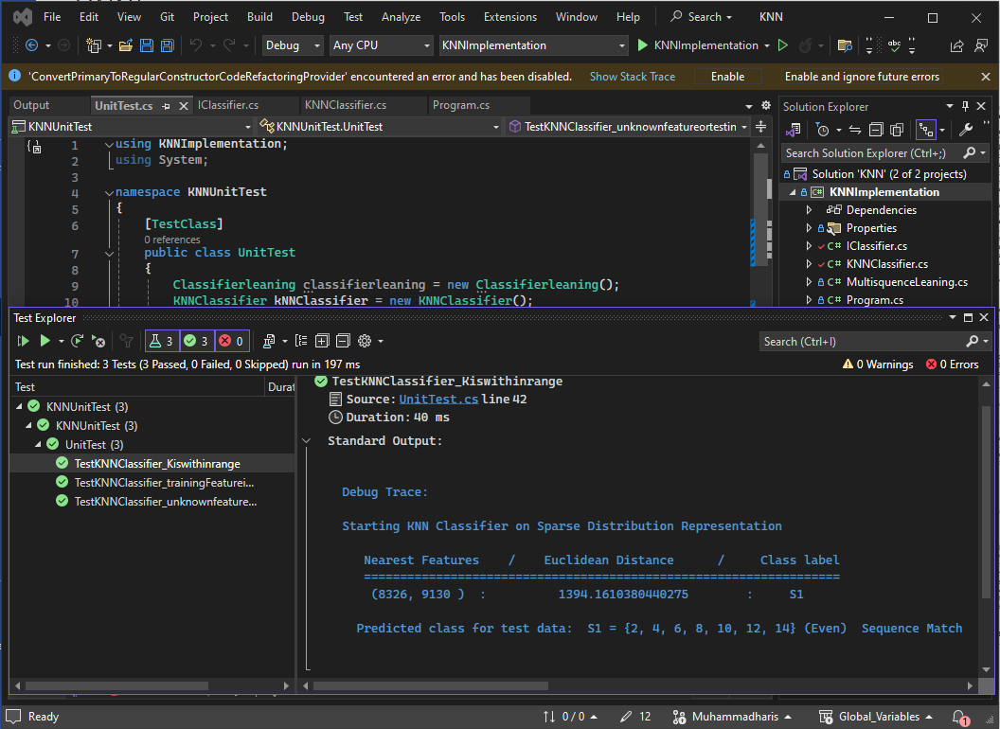 File Edit View Git Project Build Debug Test Analyze Tools Extensions Window Help Search KNN
Debug Any CPU KNNImplementation KNNImplementation
'ConvertPrimaryToRegularConstructorCodeRefactoringProvider' encountered an error and has been disabled. Show Stack Trace Enable Enable and ignore future errors
Output UnitTest.cs IClassifier.cs KNNClassifier.cs Program.cs
KNNUnitTest KNNUnitTest.UnitTest TestKNNClassifier_unknownfeatureortestin
1 using KNNImplementation;
2 using System;
3
4 namespace KNNUnitTest
5 {
6 [TestClass]
0 references
7 public class UnitTest
8 {
9 Classifierleaning classifierleaning = new Classifierleaning();
10 KNNClassifier kNNClassifier = new KNNClassifier();
Solution Explorer
Search Solution Explorer (Ctrl+;)
Solution 'KNN' (2 of 2 projects)
C# KNNImplementation
Dependencies
Properties
C# IClassifier.cs
C# KNNClassifier.cs
C# MultisquenceLeaning.cs
C# Program.cs
Test Explorer
3 3 0
Search (Ctrl+I)
Test run finished: 3 Tests (3 Passed, 0 Failed, 0 Skipped) run in 197 ms
0 Warnings 0 Errors
Test Durat
KNNUnitTest (3)
KNNUnitTest (3)
UnitTest (3)
TestKNNClassifier_Kiswithinrange
TestKNNClassifier_trainingFeaturei...
TestKNNClassifier_unknownfeature...
TestKNNClassifier_Kiswithinrange
Source: UnitTest.cs line 42
Duration: 40 ms
Standard Output:
Debug Trace:
Starting KNN Classifier on Sparse Distribution Representation
Nearest Features / Euclidean Distance / Class label
==================================================================
(8326, 9130 ) : 1394.1610380440275 : S1
Predicted class for test data: S1 = {2, 4, 6, 8, 10, 12, 14} (Even) Sequence Match
Ready 0 / 0 12 Muhammadharis Global_Variables 1